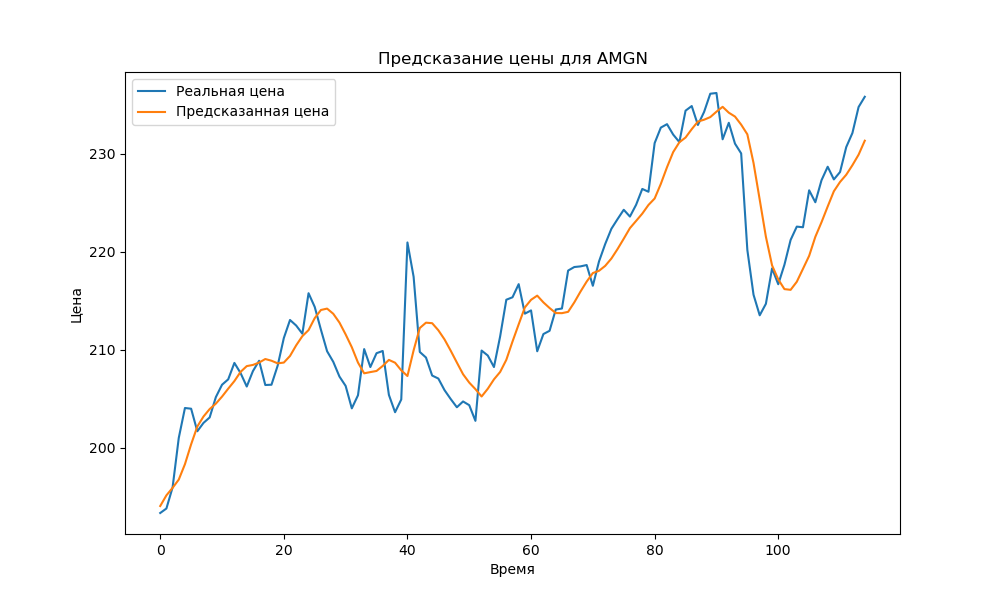 Предсказание цены для AMGN
Реальная цена
Предсказанная цена
Цена
230
220
210
200
0 20 40 60 80 100
Время